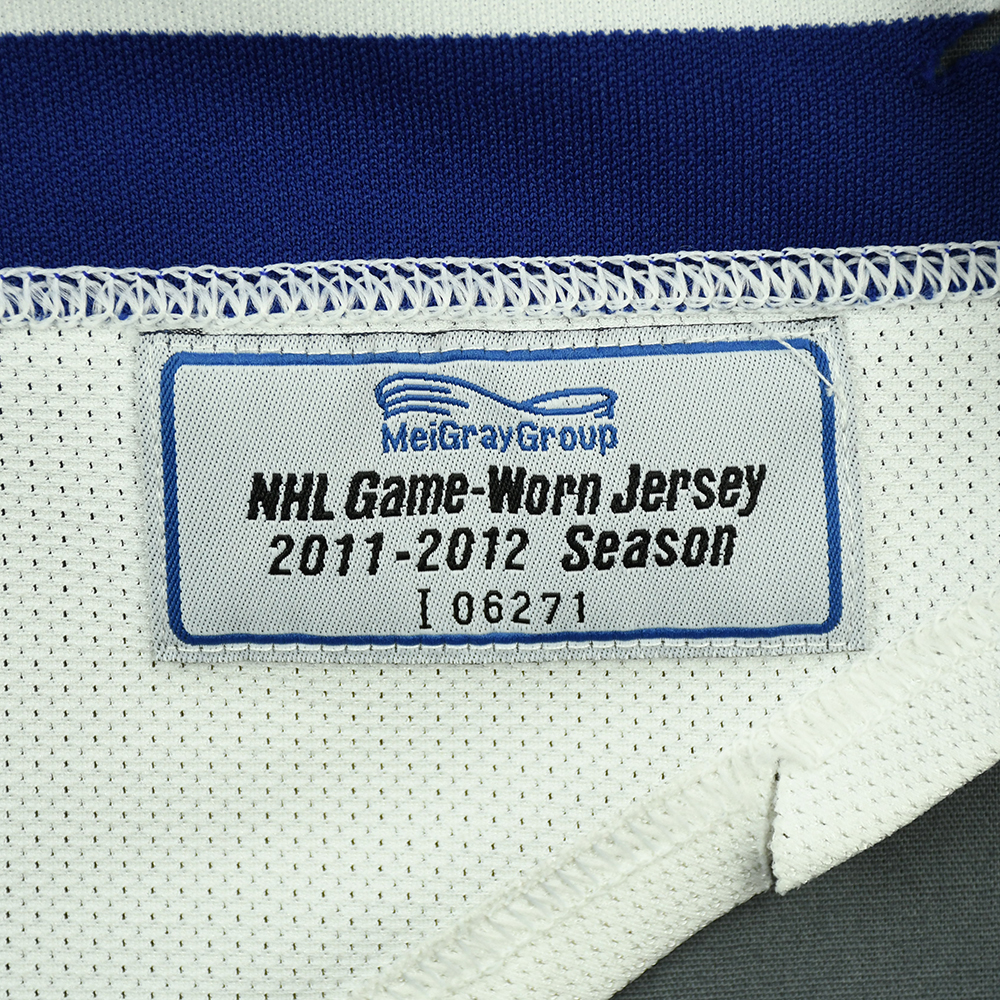 MeiGrayGroup
NHL Game-Worn Jersey
2011-2012 Season
I 06271